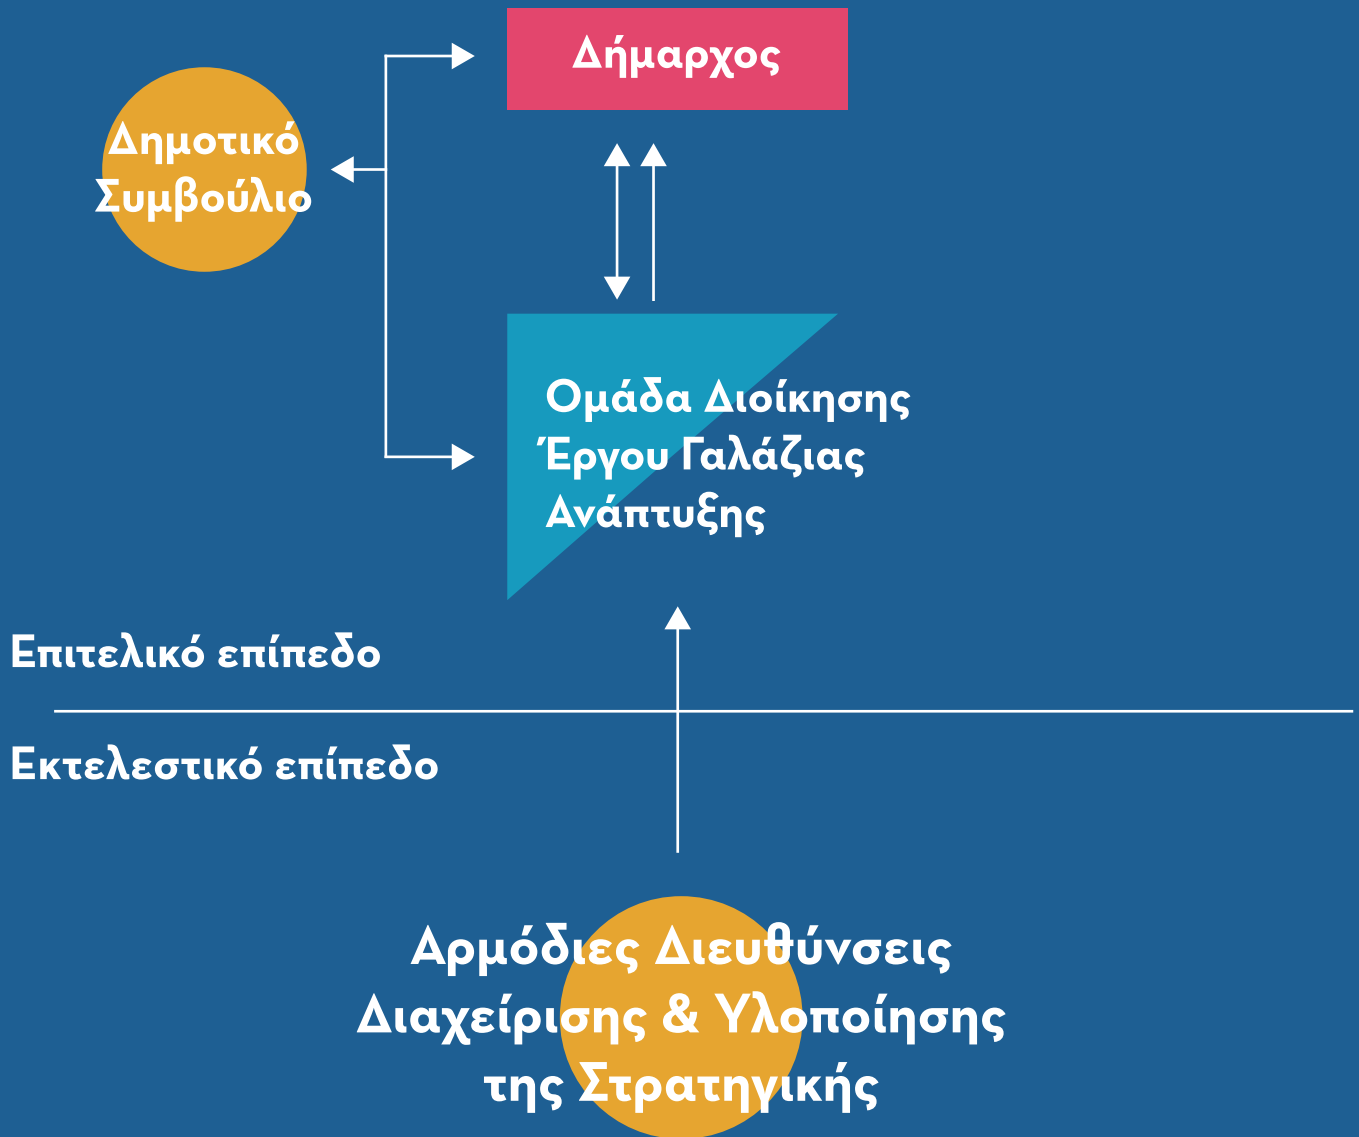 Δήμαρχος
Δημοτικό
Συμβούλιο
Ομάδα Διοίκησης
Έργου Γαλάζιας
Ανάπτυξης
Επιτελικό επίπεδο
Εκτελεστικό επίπεδο
Αρμόδιες Διευθύνσεις
Διαχείρισης & Υλοποίησης
της Στρατηγικής